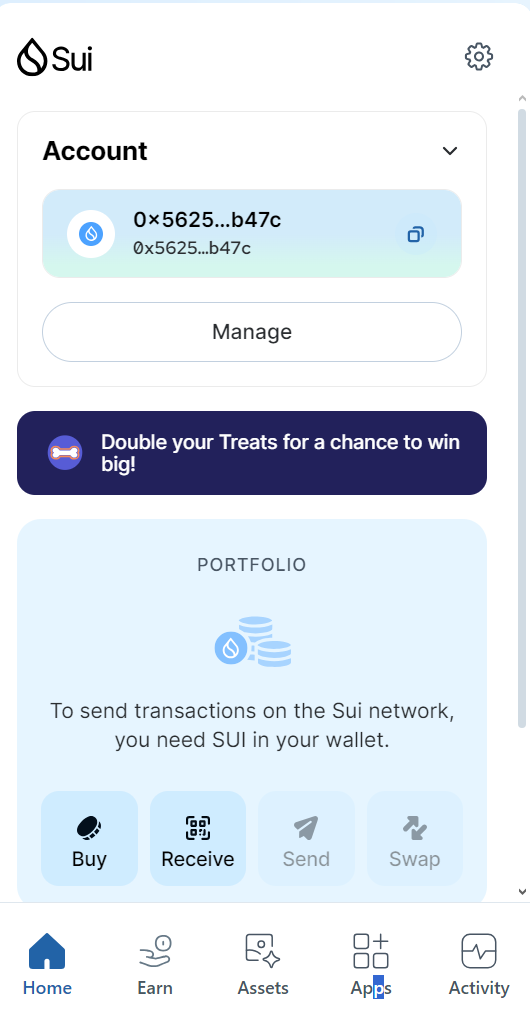 Sui
Account
0×5625...b47c
0x5625…b47c
Manage
Double your Treats for a chance to win
big!
PORTFOLIO
To send transactions on the Sui network,
you need SUI in your wallet.
Buy
Receive
Send
Swap
Home
Earn
Assets
Apps
Activity